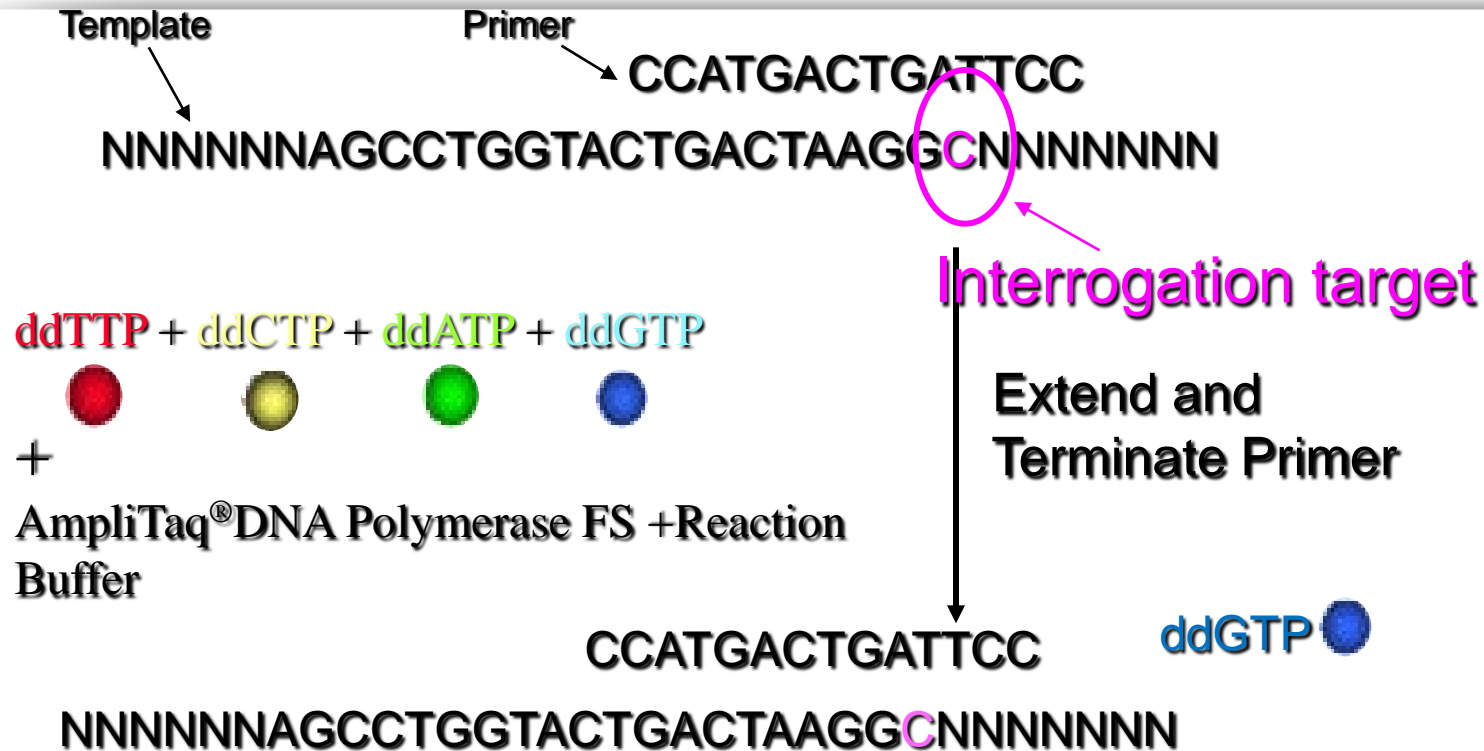 Template
Primer
CCATGACTGATTCC
NNNNNNAGCCTGGTACTGACTAAGGCNNNNNNN
Interrogation target
ddTTP + ddCTP + ddATP + ddGTP
Extend and
Terminate Primer
+
AmpliTaq®DNA Polymerase FS +Reaction
Buffer
CCATGACTGATTCC
ddGTP
NNNNNNAGCCTGGTACTGACTAAGGCNNNNNNN